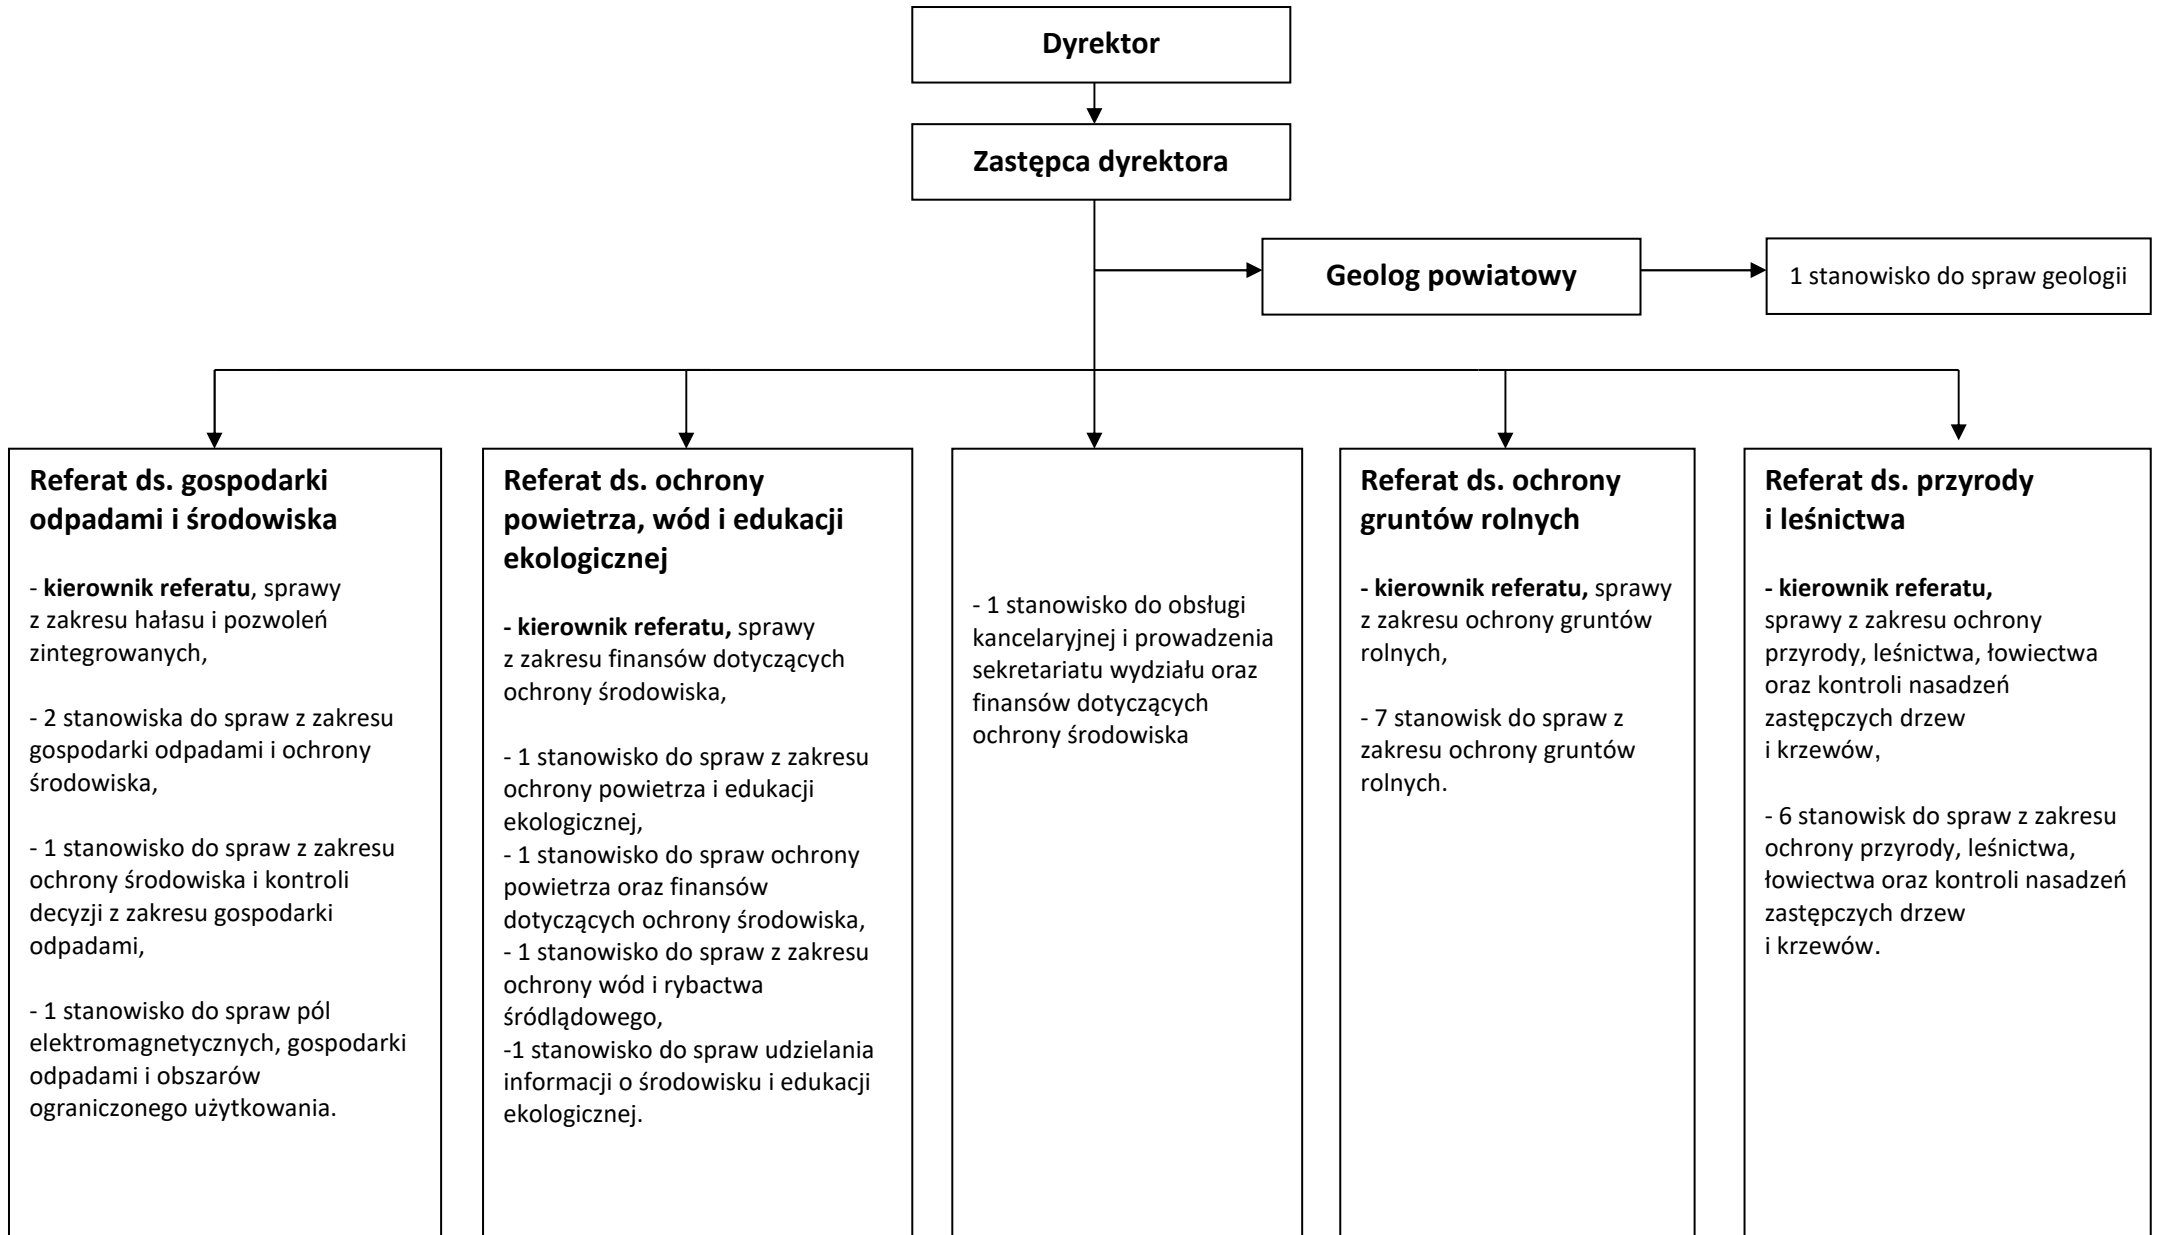 Dyrektor
Zastępca dyrektora
Geolog powiatowy
1 stanowisko do spraw geologii
Referat ds. gospodarki
odpadami i środowiska
- kierownik referatu, sprawy
z zakresu hałasu i pozwoleń
zintegrowanych,
- 2 stanowiska do spraw z zakresu
gospodarki odpadami i ochrony
środowiska,
- 1 stanowisko do spraw z zakresu
ochrony środowiska i kontroli
decyzji z zakresu gospodarki
odpadami,
- 1 stanowisko do spraw pól
elektromagnetycznych, gospodarki
odpadami i obszarów
ograniczonego użytkowania.
Referat ds. ochrony
powietrza, wód i edukacji
ekologicznej
- kierownik referatu, sprawy
z zakresu finansów dotyczących
ochrony środowiska,
- 1 stanowisko do spraw z zakresu
ochrony powietrza i edukacji
ekologicznej,
- 1 stanowisko do spraw ochrony
powietrza oraz finansów
dotyczących ochrony środowiska,
- 1 stanowisko do spraw z zakresu
ochrony wód i rybactwa
śródlądowego,
-1 stanowisko do spraw udzielania
informacji o środowisku i edukacji
ekologicznej.
- 1 stanowisko do obsługi
kancelaryjnej i prowadzenia
sekretariatu wydziału oraz
finansów dotyczących
ochrony środowiska
Referat ds. ochrony
gruntów rolnych
- kierownik referatu, sprawy
z zakresu ochrony gruntów
rolnych,
- 7 stanowisk do spraw z
zakresu ochrony gruntów
rolnych.
Referat ds. przyrody
i leśnictwa
- kierownik referatu,
sprawy z zakresu ochrony
przyrody, leśnictwa, łowiectwa
oraz kontroli nasadzeń
zastępczych drzew
i krzewów,
- 6 stanowisk do spraw z zakresu
ochrony przyrody, leśnictwa,
łowiectwa oraz kontroli nasadzeń
zastępczych drzew
i krzewów.